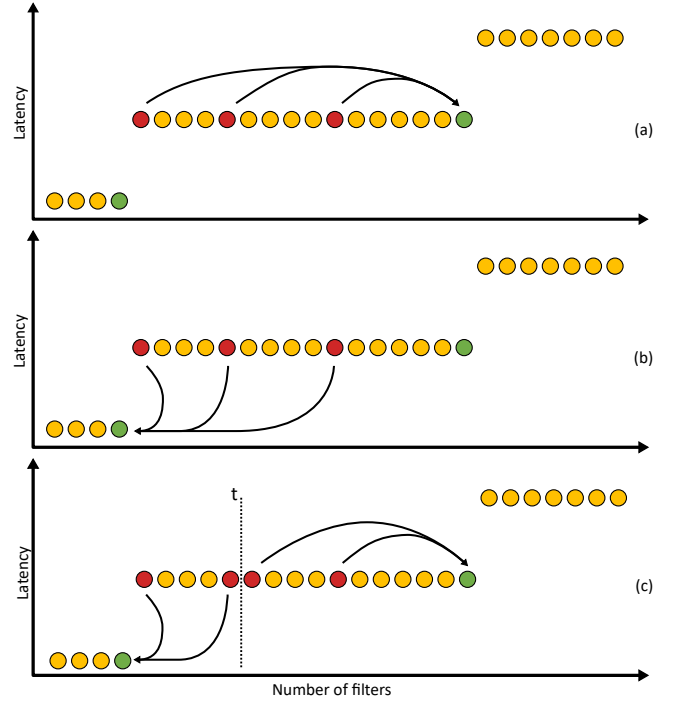 Latency
(a)
Latency
(b)
t
Latency
(c)
Number of filters